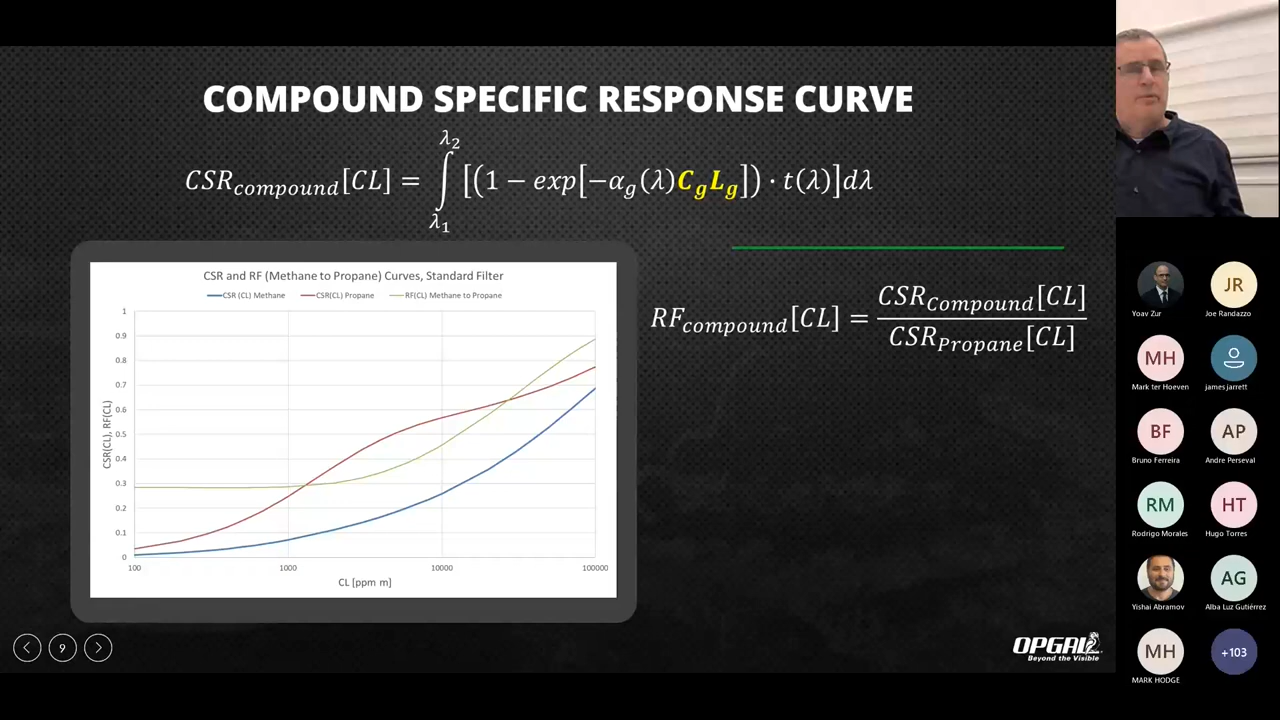 COMPOUND SPECIFIC RESPONSE CURVE
CSR_compound[CL] = ∫_{λ1}^{λ2} [(1 − exp[−α_g(λ)C_gL_g]) · t(λ)]dλ
RF_compound[CL] = CSR_Compound[CL] / CSR_Propane[CL]
CSR and RF (Methane to Propane) Curves, Standard Filter
CSR (CL) Methane
CSR(CL) Propane
RF(CL) Methane to Propane
CSR(CL), RF(CL)
1
0.9
0.8
0.7
0.6
0.5
0.4
0.3
0.2
0.1
0
100
1000
10000
100000
CL [ppm m]
9
OPGAL
Beyond the Visible
Yoav Zur
JR
Joe Randazzo
MH
Mark ter Hoeven
james jarrett
BF
Bruno Ferreira
AP
Andre Perseval
RM
Rodrigo Morales
HT
Hugo Torres
Yishai Abramov
AG
Alba Luz Gutiérrez
MH
MARK HODGE
+103